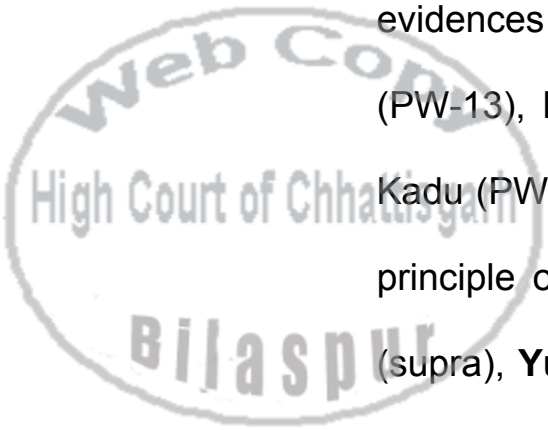 evidences
(PW-13),
Kadu (PW
principle
(supra),
Web Copy
High Court of Chhattisgarh
Bilaspur